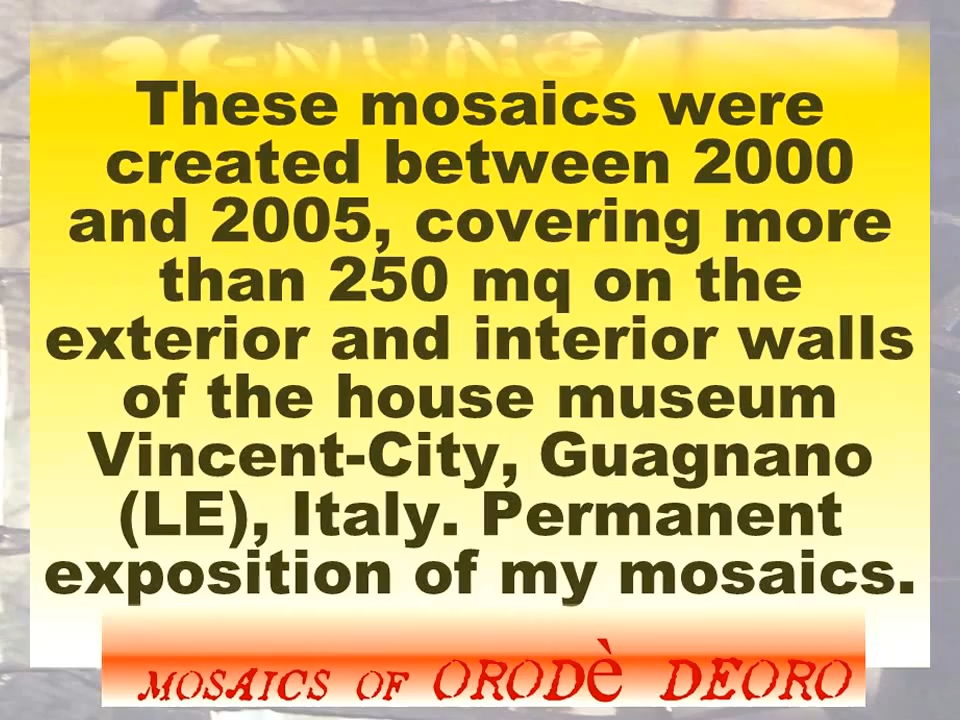 These mosaics were
created between 2000
and 2005, covering more
than 250 mq on the
exterior and interior walls
of the house museum
Vincent-City, Guagnano
(LE), Italy. Permanent
exposition of my mosaics.
MOSAICS OF ORODè DEORO